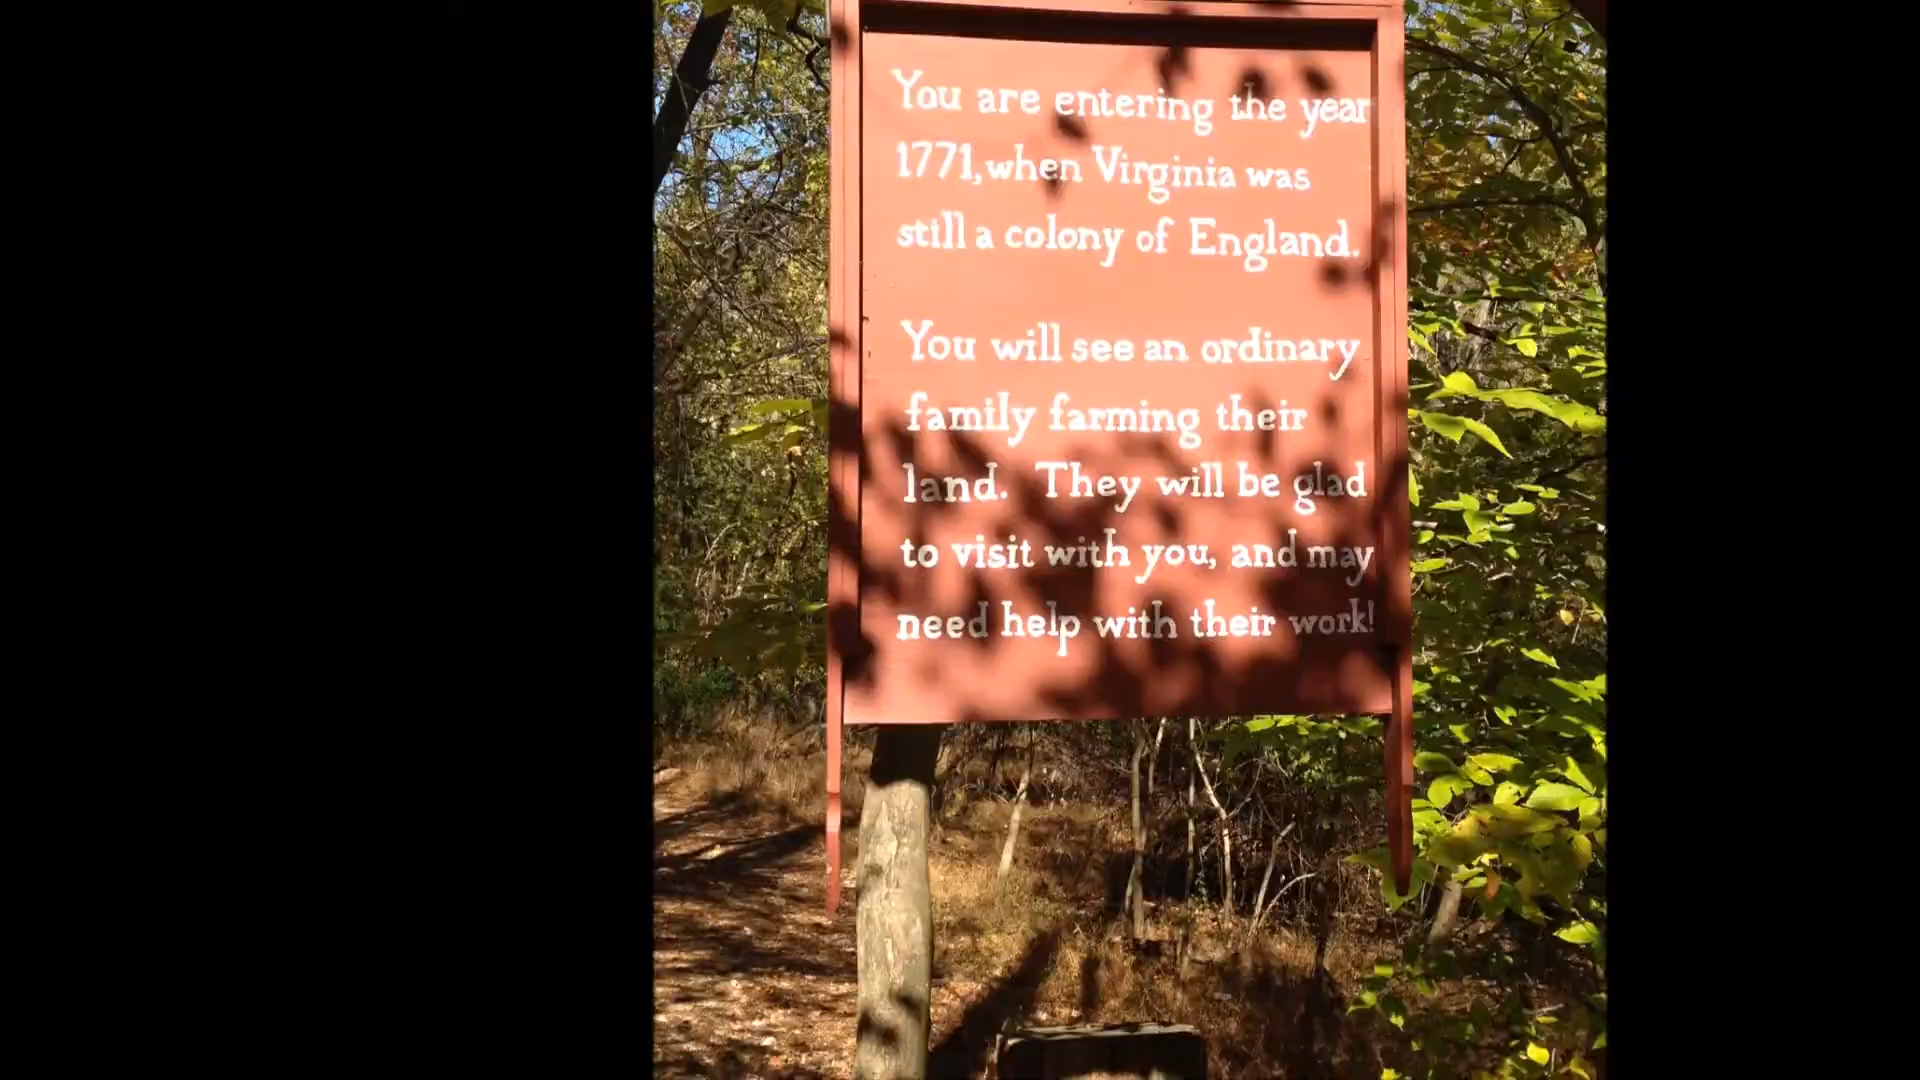 You are entering the year
1771, when Virginia was
still a colony of England.
You will see an ordinary
family farming their
land. They will be glad
to visit with you, and may
need help with their work!